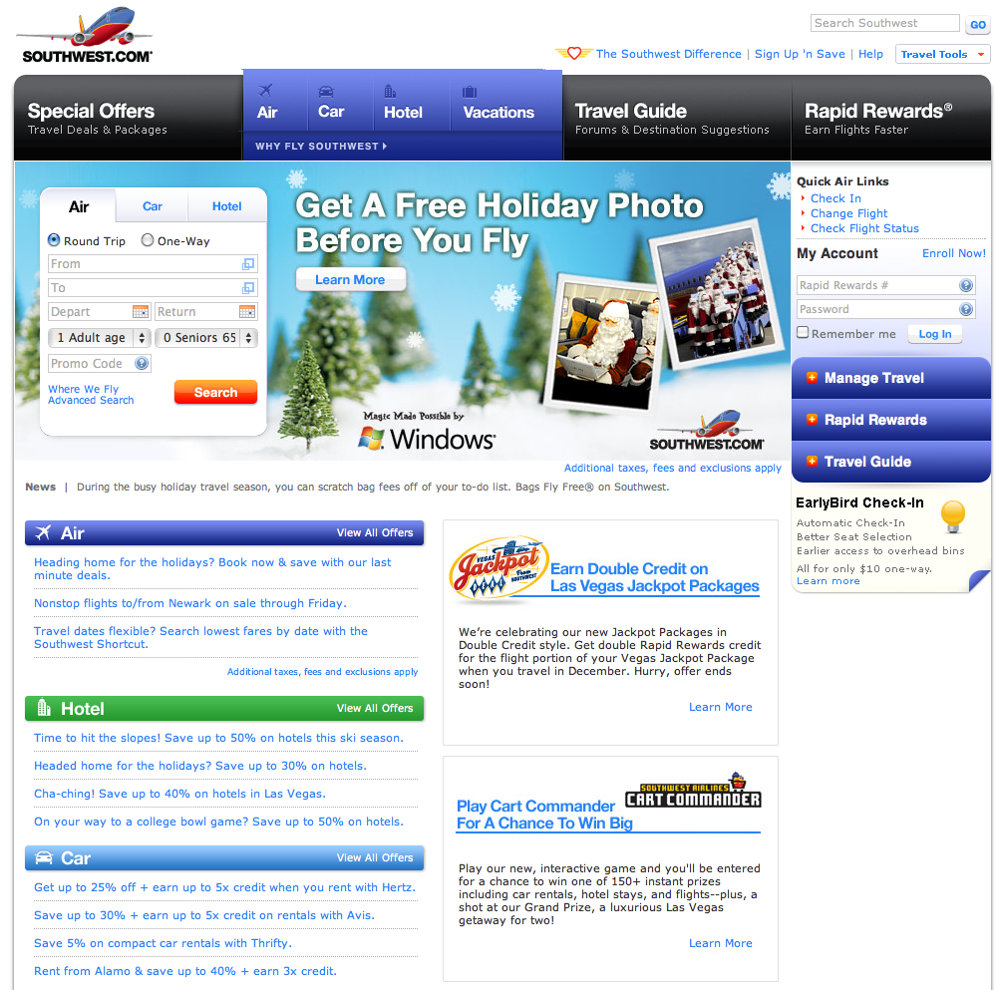 SOUTHWEST.COM®
Search Southwest
GO
The Southwest Difference | Sign Up 'n Save | Help
Travel Tools
Special Offers
Travel Deals & Packages
Air
Car
Hotel
Vacations
WHY FLY SOUTHWEST
Travel Guide
Forums & Destination Suggestions
Rapid Rewards®
Earn Flights Faster
Air
Car
Hotel
Round Trip
One-Way
From
To
Depart
Return
1 Adult age
0 Seniors 65
Promo Code
Where We Fly
Advanced Search
Search
Get A Free Holiday Photo
Before You Fly
Learn More
Magic Made Possible by
Windows®
SOUTHWEST.COM®
Quick Air Links
Check In
Change Flight
Check Flight Status
My Account
Enroll Now!
Rapid Rewards #
Password
Remember me
Log In
Manage Travel
Rapid Rewards
Travel Guide
EarlyBird Check-In
Automatic Check-In
Better Seat Selection
Earlier access to overhead bins
All for only $10 one-way.
Learn more
Additional taxes, fees and exclusions apply
News | During the busy holiday travel season, you can scratch bag fees off of your to-do list. Bags Fly Free® on Southwest.
Air
View All Offers
Heading home for the holidays? Book now & save with our last
minute deals.
Nonstop flights to/from Newark on sale through Friday.
Travel dates flexible? Search lowest fares by date with the
Southwest Shortcut.
Additional taxes, fees and exclusions apply
Hotel
View All Offers
Time to hit the slopes! Save up to 50% on hotels this ski season.
Headed home for the holidays? Save up to 30% on hotels.
Cha-ching! Save up to 40% on hotels in Las Vegas.
On your way to a college bowl game? Save up to 50% on hotels.
Car
View All Offers
Get up to 25% off + earn up to 5x credit when you rent with Hertz.
Save up to 30% + earn up to 5x credit on rentals with Avis.
Save 5% on compact car rentals with Thrifty.
Rent from Alamo & save up to 40% + earn 3x credit.
VEGAS
Jackpot
From
SOUTHWEST
Earn Double Credit on
Las Vegas Jackpot Packages
We're celebrating our new Jackpot Packages in
Double Credit style. Get double Rapid Rewards credit
for the flight portion of your Vegas Jackpot Package
when you travel in December. Hurry, offer ends
soon!
Learn More
SOUTHWEST AIRLINES
CART COMMANDER
Play Cart Commander
For A Chance To Win Big
Play our new, interactive game and you'll be entered
for a chance to win one of 150+ instant prizes
including car rentals, hotel stays, and flights--plus, a
shot at our Grand Prize, a luxurious Las Vegas
getaway for two!
Learn More